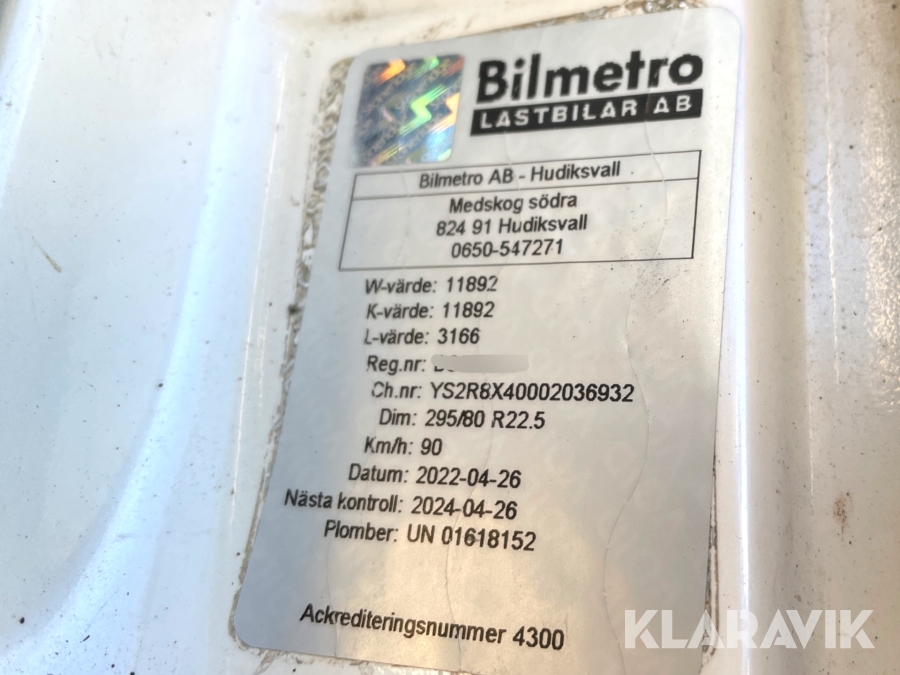 Bilmetro
LASTBILAR AB
Bilmetro AB - Hudiksvall
Medskog södra
824 91 Hudiksvall
0650-547271
W-värde: 11892
K-värde: 11892
L-värde: 3166
Reg.nr:
Ch.nr: YS2R8X40002036932
Dim: 295/80 R22.5
Km/h: 90
Datum: 2022-04-26
Nästa kontroll: 2024-04-26
Plomber: UN 01618152
Ackrediteringsnummer 4300
KLARAVIK